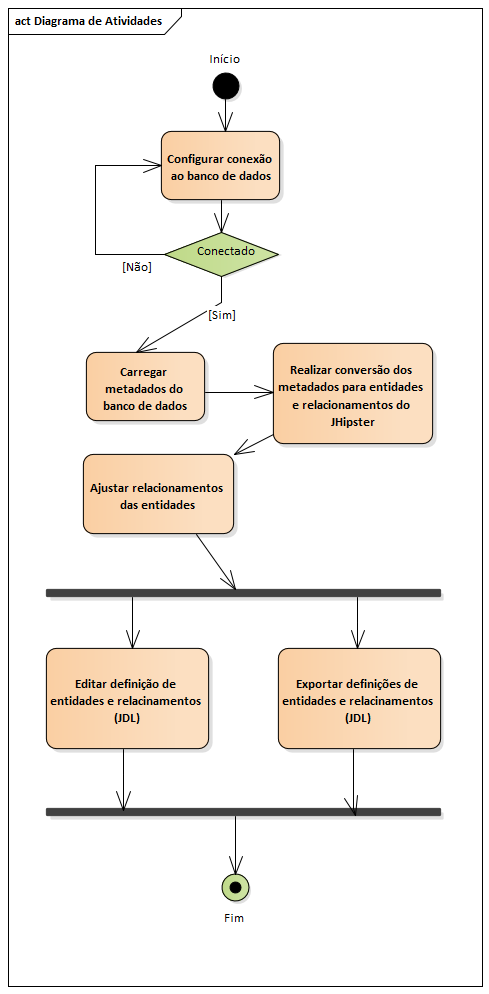 act Diagrama de Atividades
Início
Configurar conexão
ao banco de dados
Conectado
[Não]
[Sim]
Carregar
metadados do
banco de dados
Realizar conversão dos
metadados para entidades
e relacionamentos do
JHipster
Ajustar relacionamentos
das entidades
Editar definição de
entidades e relacinamentos
(JDL)
Exportar definições de
entidades e relacinamentos
(JDL)
Fim